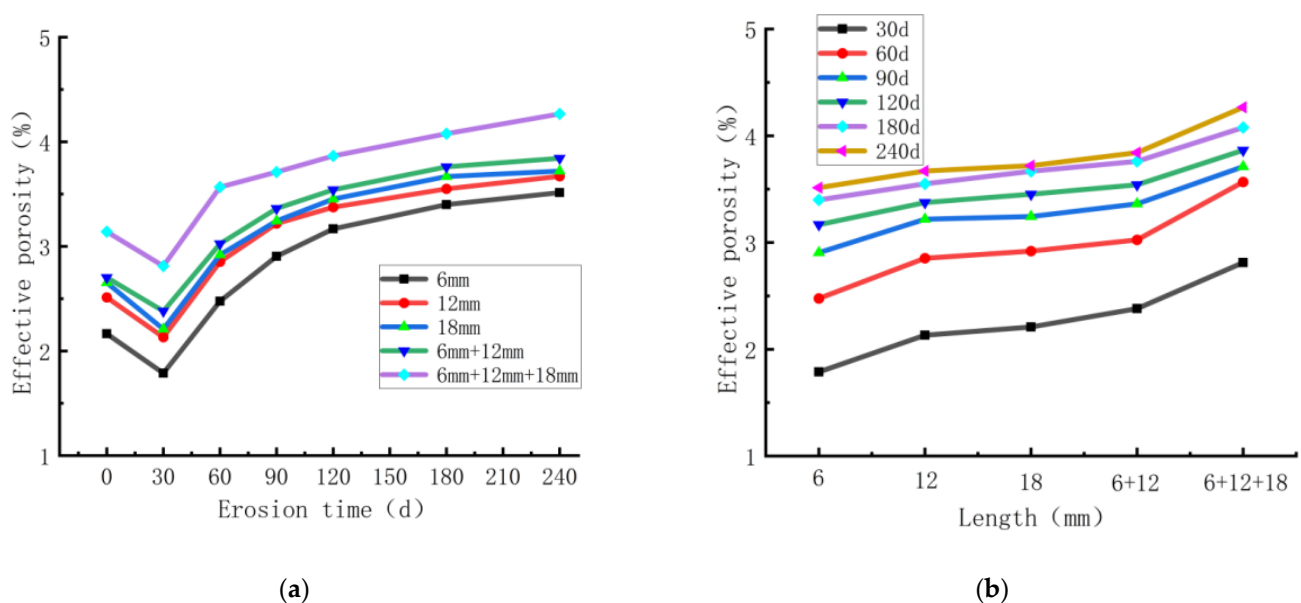 5
4
3
2
1
Effective porosity (%)
6mm
12mm
18mm
6mm+12mm
6mm+12mm+18mm
0 30 60 90 120 150 180 210 240
Erosion time (d)
(a)
30d
60d
90d
120d
180d
240d
5
4
3
2
1
Effective porosity (%)
6 12 18 6+12 6+12+18
Length (mm)
(b)